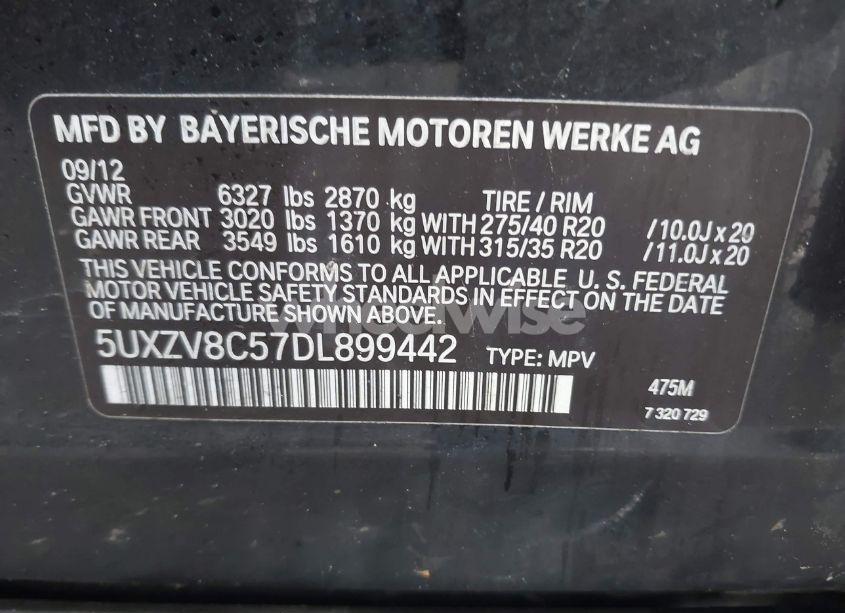 MFD BY BAYERISCHE MOTOREN WERKE AG
09/12
GVWR 6327 lbs 2870 kg TIRE / RIM
GAWR FRONT 3020 lbs 1370 kg WITH 275/40 R20 /10.0J x 20
GAWR REAR 3549 lbs 1610 kg WITH 315/35 R20 /11.0J x 20
THIS VEHICLE CONFORMS TO ALL APPLICABLE U. S. FEDERAL
MOTOR VEHICLE SAFETY STANDARDS IN EFFECT ON THE DATE
OF MANUFACTURE SHOWN ABOVE.
wheelwise
5UXZV8C57DL899442 TYPE: MPV
475M
7 320 729